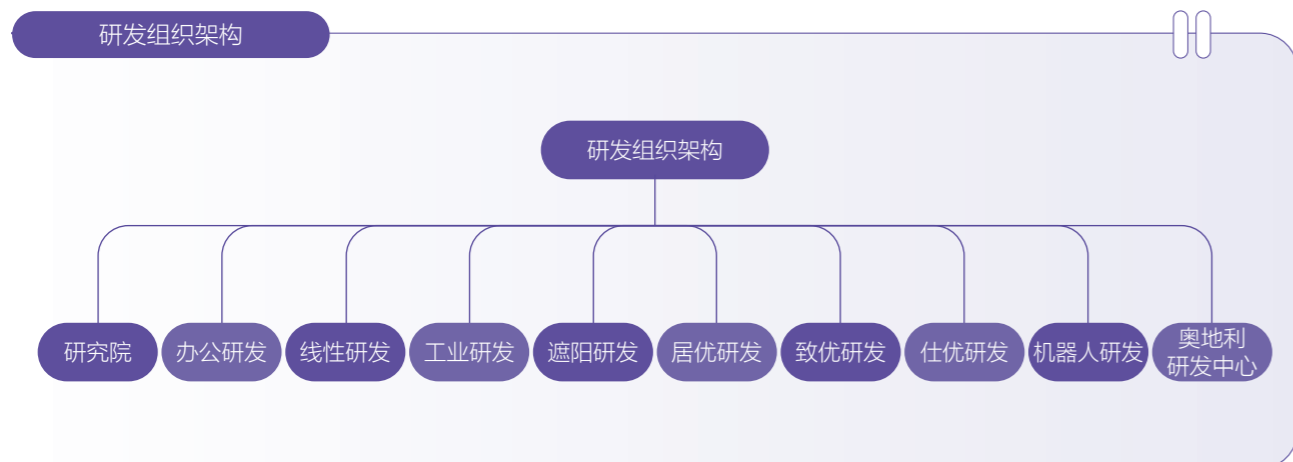 研发组织架构
研发组织架构
研究院
办公研发
线性研发
工业研发
遮阳研发
居优研发
致优研发
仕优研发
机器人研发
奥地利
研发中心